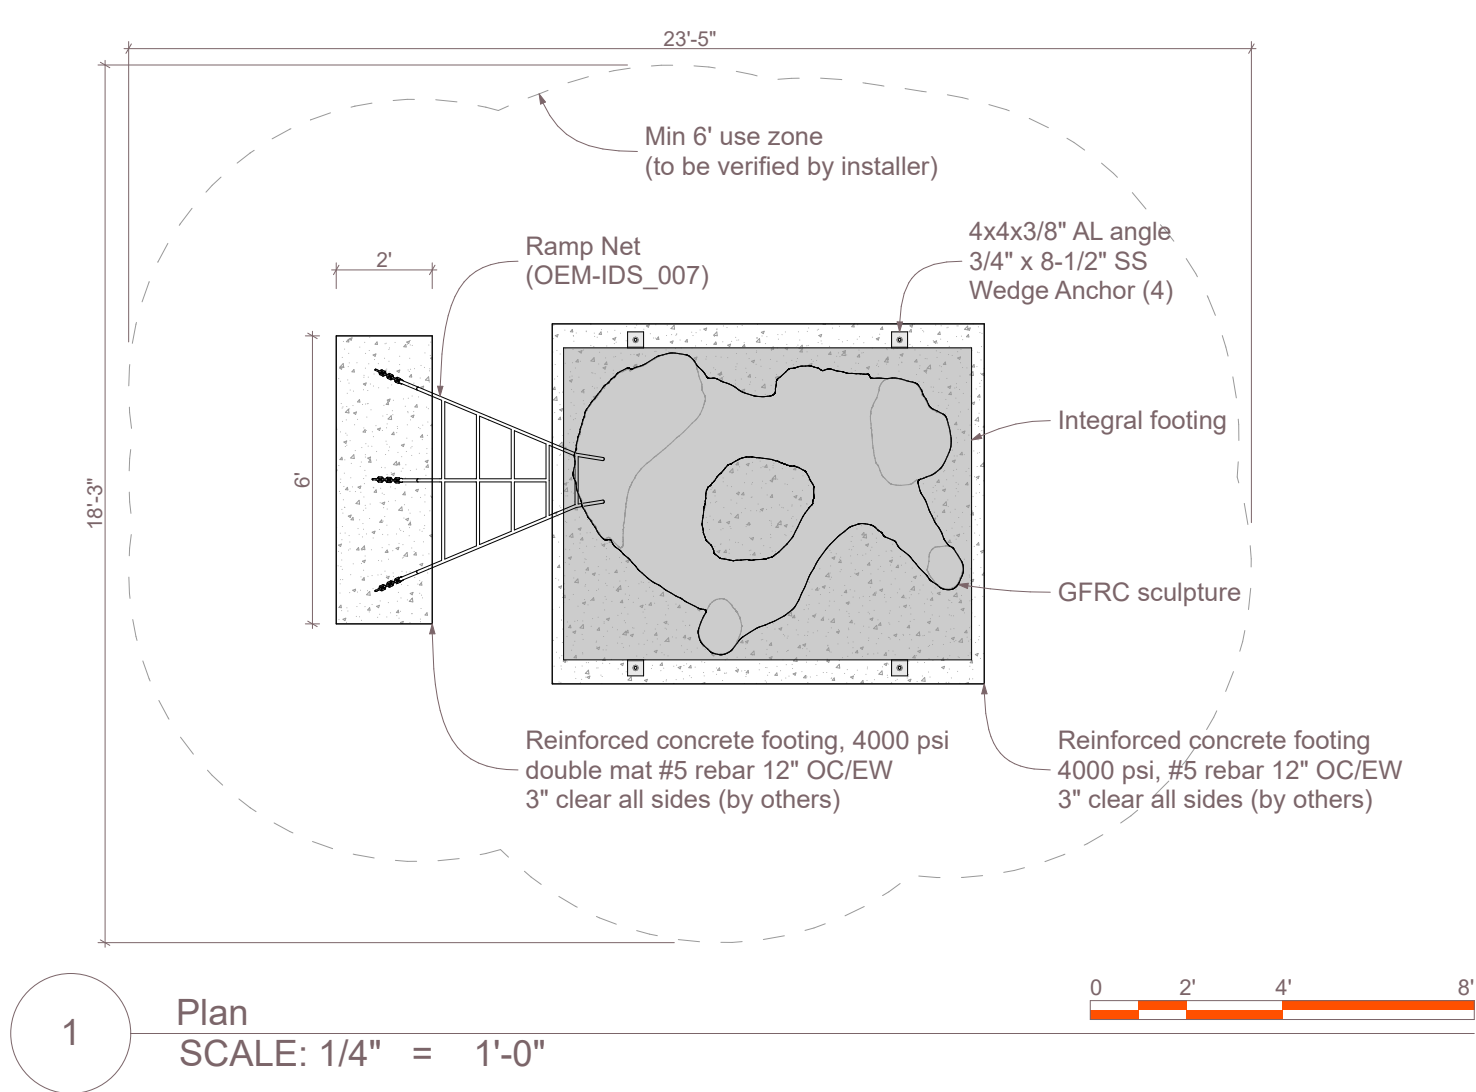 23'-5"
Min 6' use zone
(to be verified by installer)
4x4x3/8" AL angle
3/4" x 8-1/2" SS
Wedge Anchor (4)
Ramp Net
(OEM-IDS_007)
2'
Integral footing
6'
18'-3"
GFRC sculpture
Reinforced concrete footing, 4000 psi
double mat #5 rebar 12" OC/EW
3" clear all sides (by others)
Reinforced concrete footing
4000 psi, #5 rebar 12" OC/EW
3" clear all sides (by others)
0 2' 4' 8'
1
Plan
SCALE: 1/4" = 1'-0"